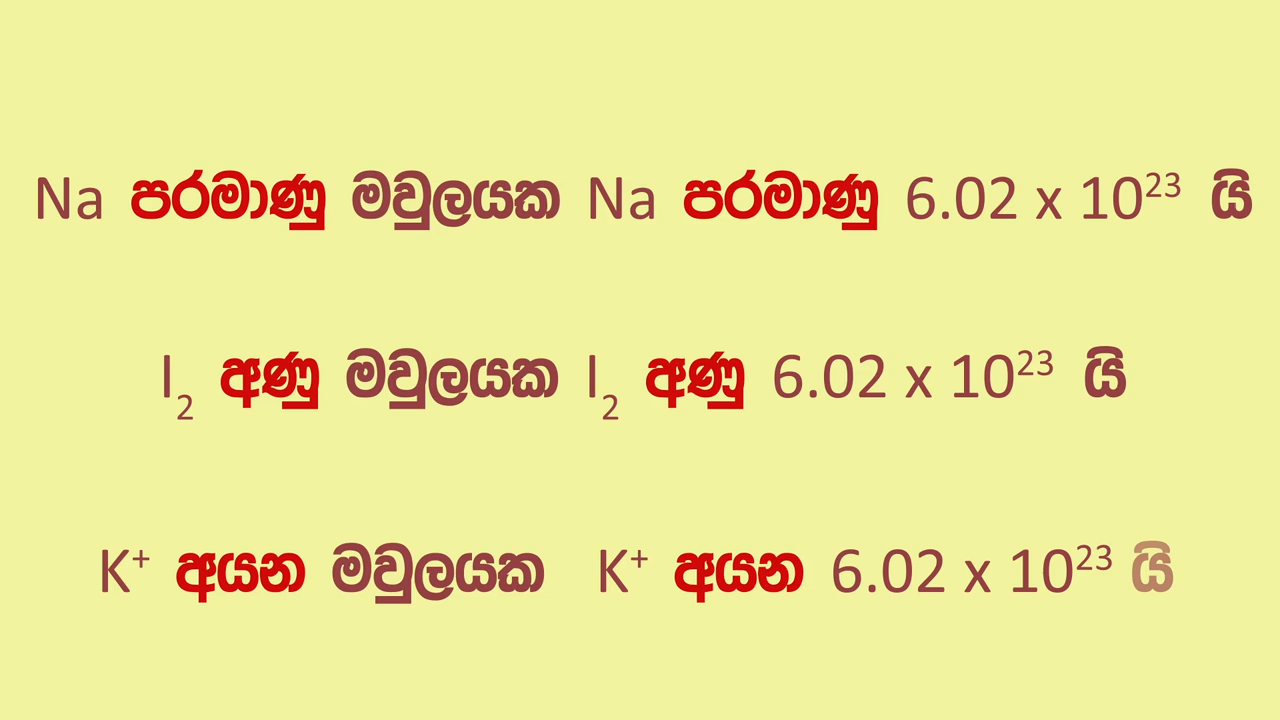 Na පරමාණු මවුලයක Na පරමාණු 6.02 x 10²³ යි
I₂ අණු මවුලයක I₂ අණු 6.02 x 10²³ යි
K⁺ අයන මවුලයක K⁺ අයන 6.02 x 10²³ යි